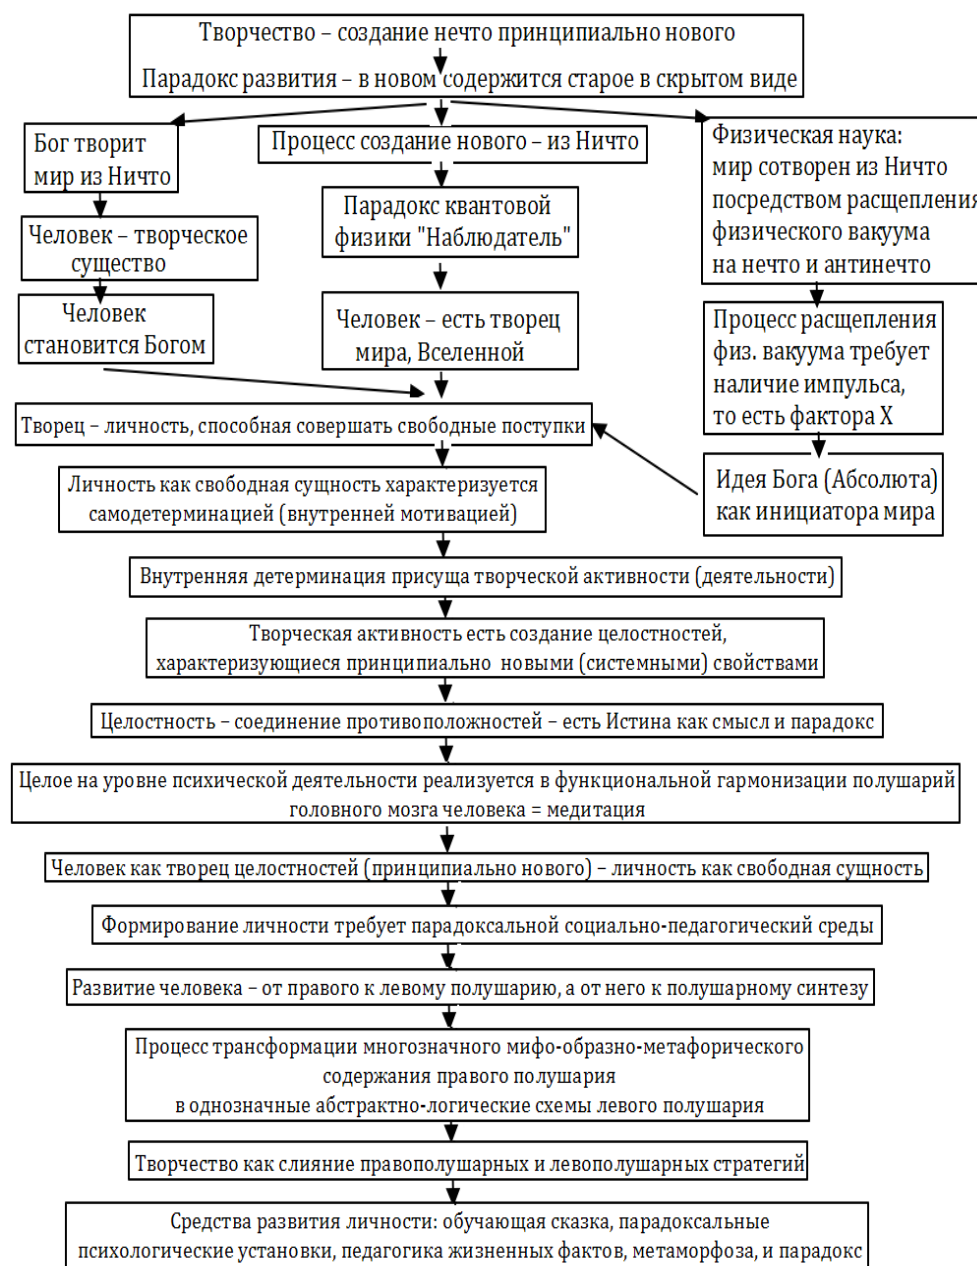 Творчество – создание нечто принципиально нового
Парадокс развития – в новом содержится старое в скрытом виде
Бог творит
мир из Ничто
Человек – творческое
существо
Человек
становится Богом
Процесс создание нового – из Ничто
Парадокс квантовой
физики "Наблюдатель"
Человек – есть творец
мира, Вселенной
Физическая наука:
мир сотворен из Ничто
посредством расщепления
физического вакуума
на нечто и антинечто
Процесс расщепления
физ. вакуума требует
наличие импульса,
то есть фактора Х
Идея Бога (Абсолюта)
как инициатора мира
Творец – личность, способная совершать свободные поступки
Личность как свободная сущность характеризуется
самодетерминацией (внутренней мотивацией)
Внутренняя детерминация присуща творческой активности (деятельности)
Творческая активность есть создание целостностей,
характеризующиеся принципиально новыми (системными) свойствами
Целостность – соединение противоположностей – есть Истина как смысл и парадокс
Целое на уровне психической деятельности реализуется в функциональной гармонизации полушарий
головного мозга человека = медитация
Человек как творец целостностей (принципиально нового) – личность как свободная сущность
Формирование личности требует парадоксальной социально-педагогический среды
Развитие человека – от правого к левому полушарию, а от него к полушарному синтезу
Процесс трансформации многозначного мифо-образно-метафорического
содержания правого полушария
в однозначные абстрактно-логические схемы левого полушария
Творчество как слияние правополушарных и левополушарных стратегий
Средства развития личности: обучающая сказка, парадоксальные
психологические установки, педагогика жизненных фактов, метаморфоза, и парадокс